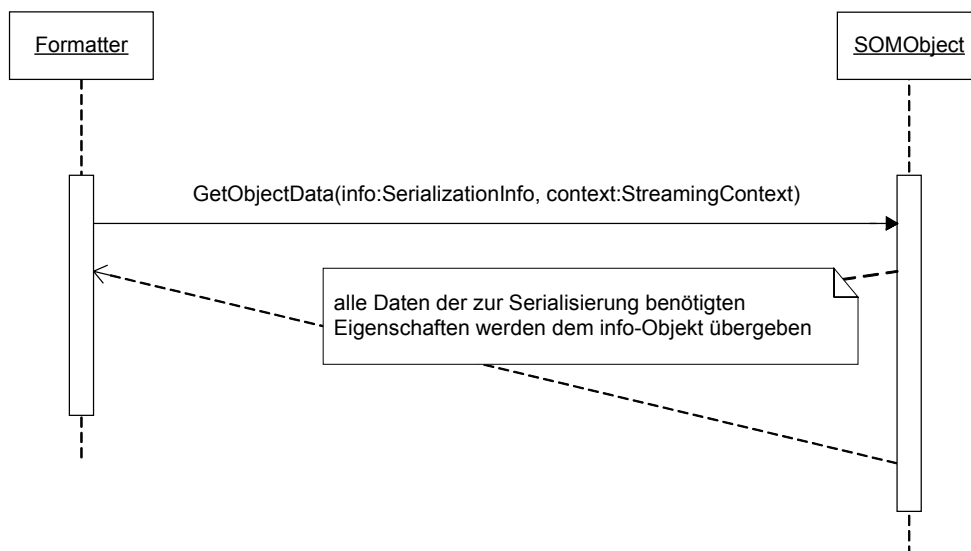 Formatter
SOMObject
GetObjectData(info:SerializationInfo, context:StreamingContext)
alle Daten der zur Serialisierung benötigten
Eigenschaften werden dem info-Objekt übergeben